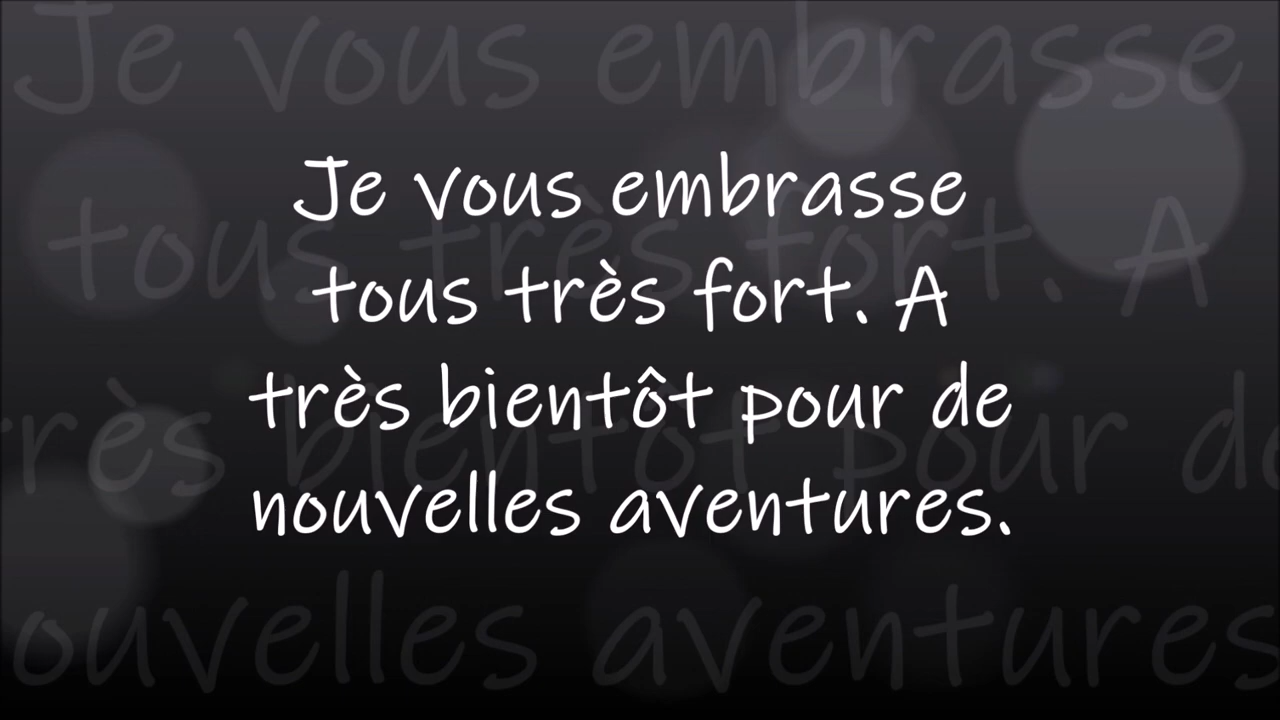 Je vous embrasse
tous très fort. A
très bientôt pour de
nouvelles aventures.